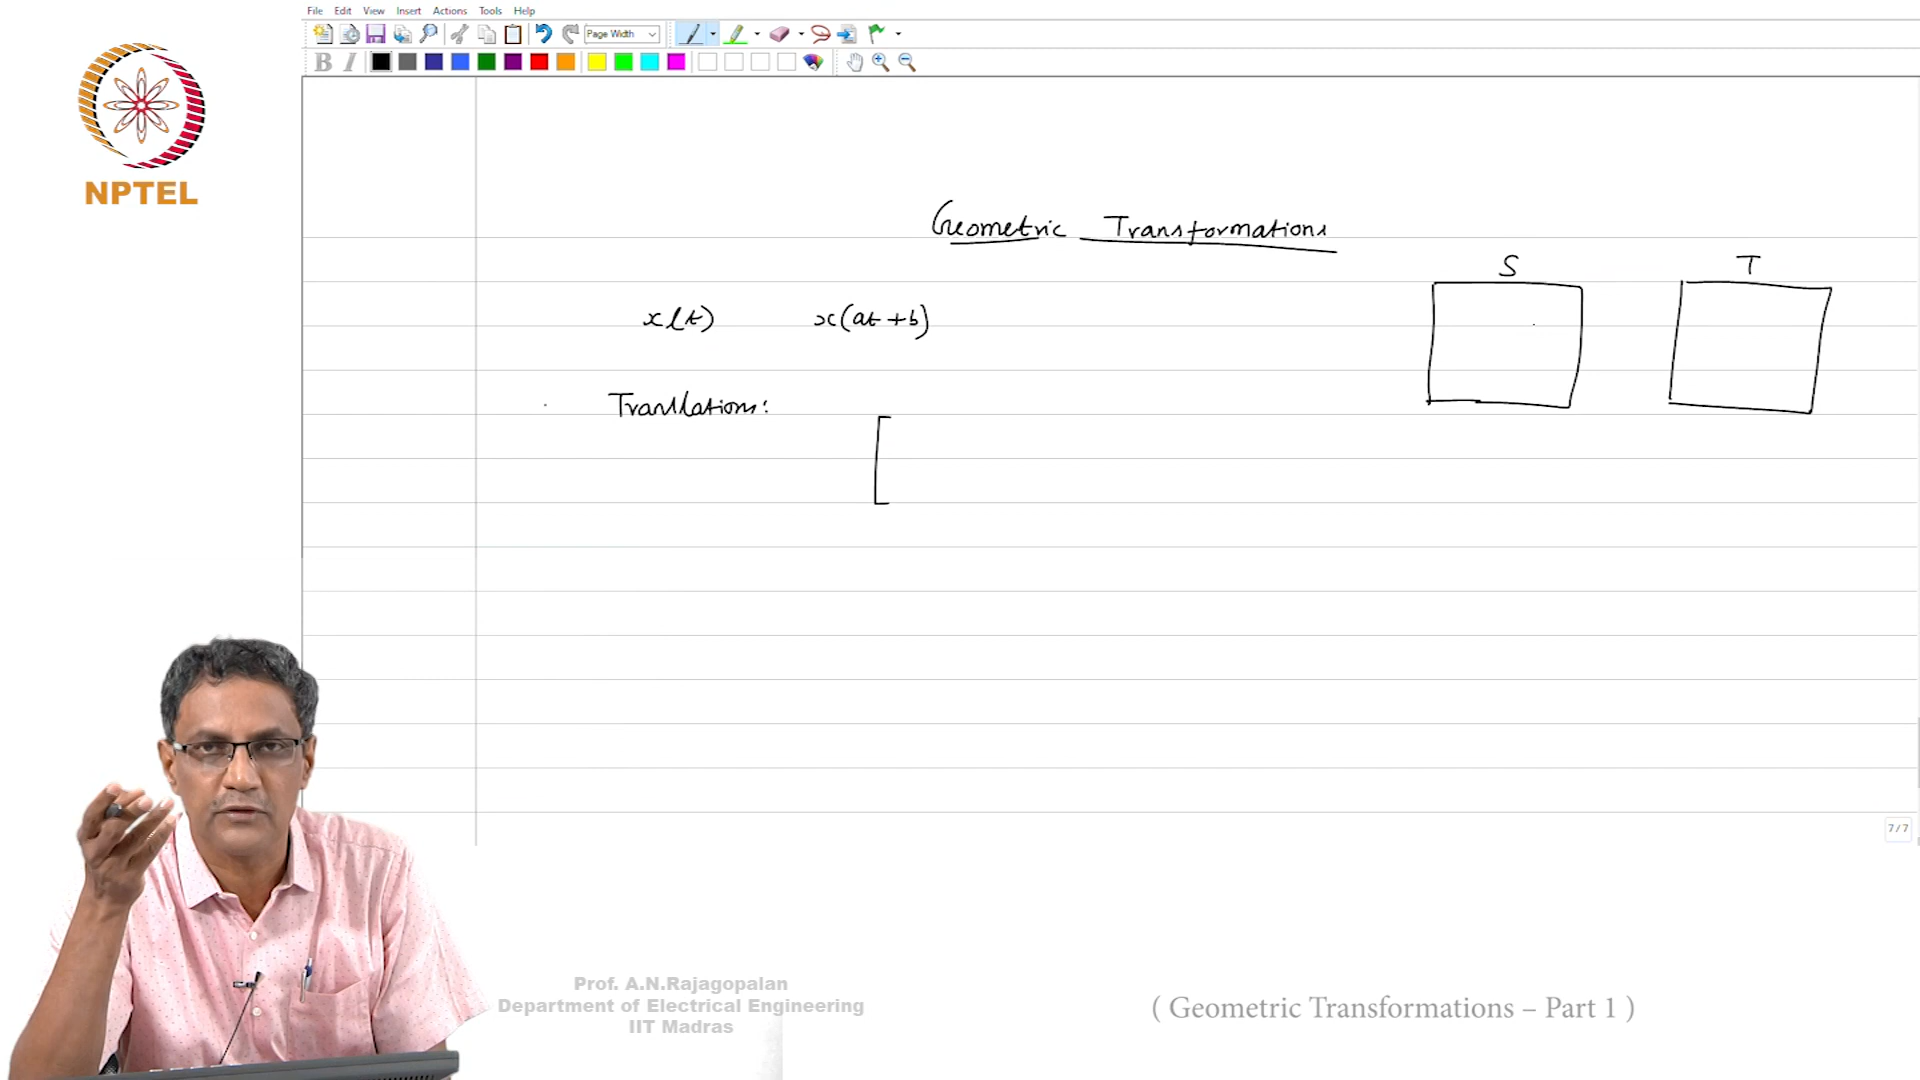 File Edit View Insert Actions Tools Help
Page Width
B I
NPTEL
Geometric Transformations
S T
x(t) x(at+b)
Translations:
[
7/7
Prof. A.N.Rajagopalan
Department of Electrical Engineering
IIT Madras
( Geometric Transformations – Part 1 )